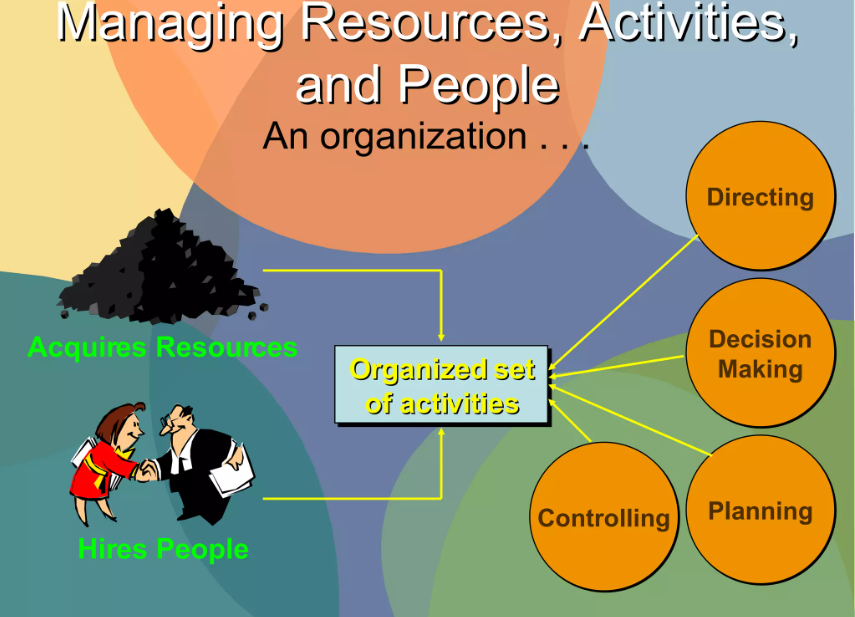 Managing Resources, Activities,
and People
An organization . . .
Directing
Acquires Resources
Organized set
of activities
Decision
Making
Hires People
Controlling
Planning